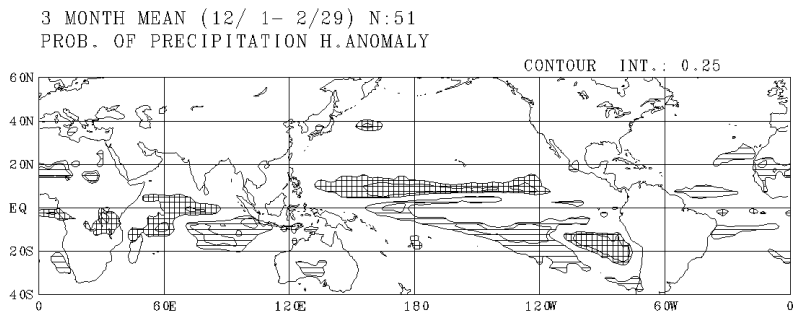 3 MONTH MEAN (12/ 1- 2/29) N:51
PROB. OF PRECIPITATION H.ANOMALY
CONTOUR INT.: 0.25
60N
40N
20N
EQ
20S
40S
0 60E 120E 180 120W 60W 0